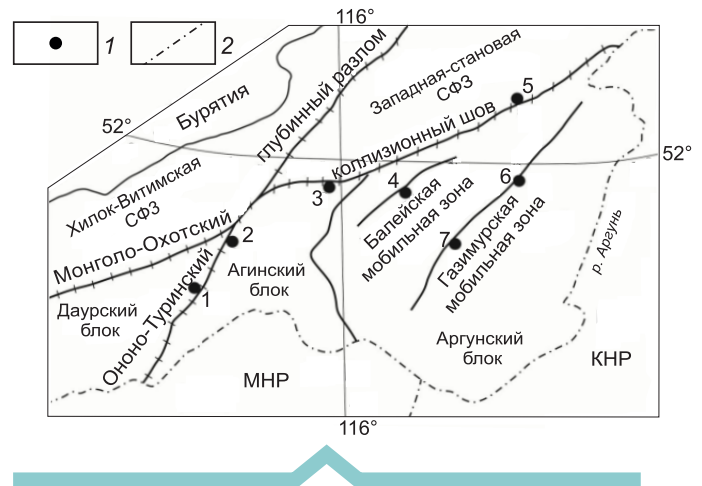 116°
1
2
Бурятия
глубинный разлом
Западная-становая
СФЗ
5
52°
коллизионный шов
52°
Хилок-Витимская
СФЗ
3
4
6
Балейская
мобильная зона
Газимурская
мобильная зона
7
р. Аргунь
Монголо-Охотский
2
Агинский
блок
1
Даурский
блок
Ононо-Туринский
Аргунский
блок
МНР
КНР
116°